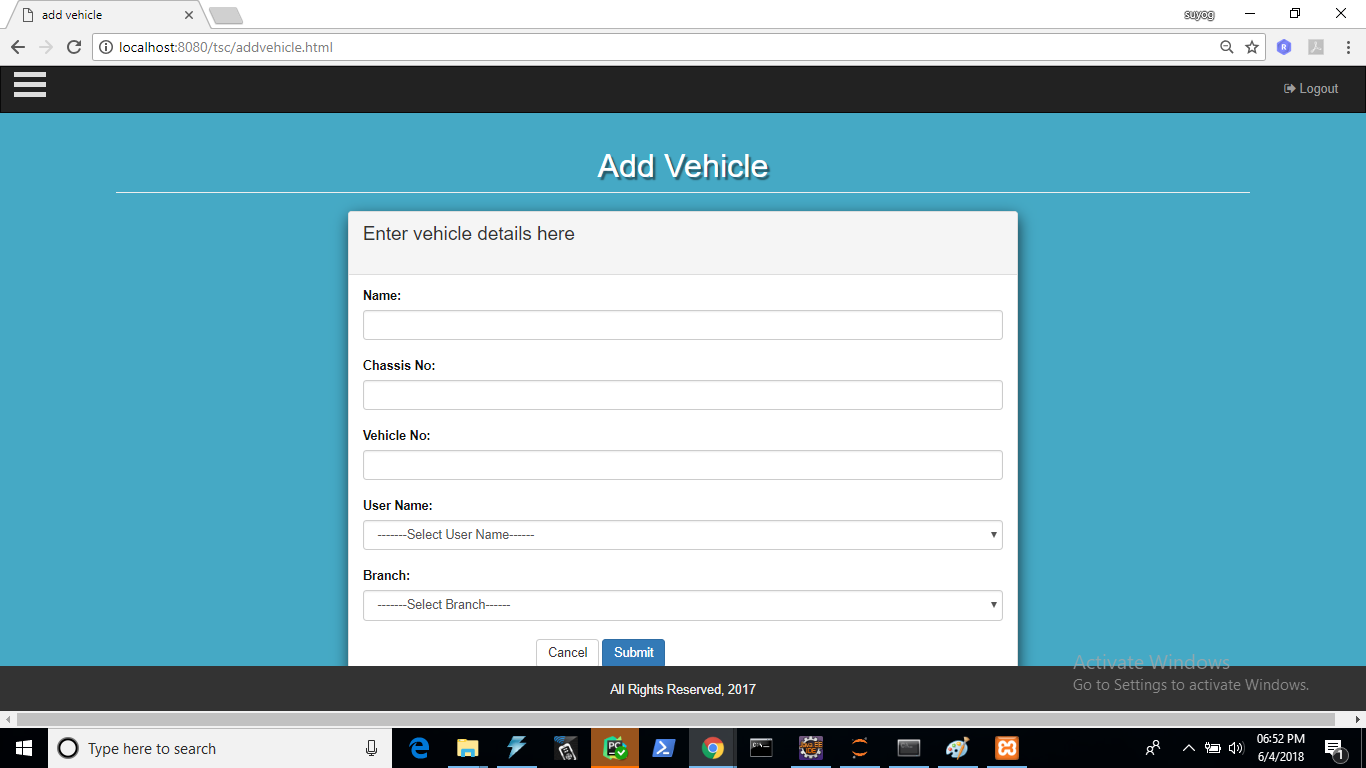 add vehicle
suyog
localhost:8080/tsc/addvehicle.html
Logout
Add Vehicle
Enter vehicle details here
Name:
Chassis No:
Vehicle No:
User Name:
-------Select User Name------
Branch:
-------Select Branch------
Cancel Submit
Activate Windows
Go to Settings to activate Windows.
All Rights Reserved, 2017
Type here to search
PC
06:52 PM
6/4/2018
1